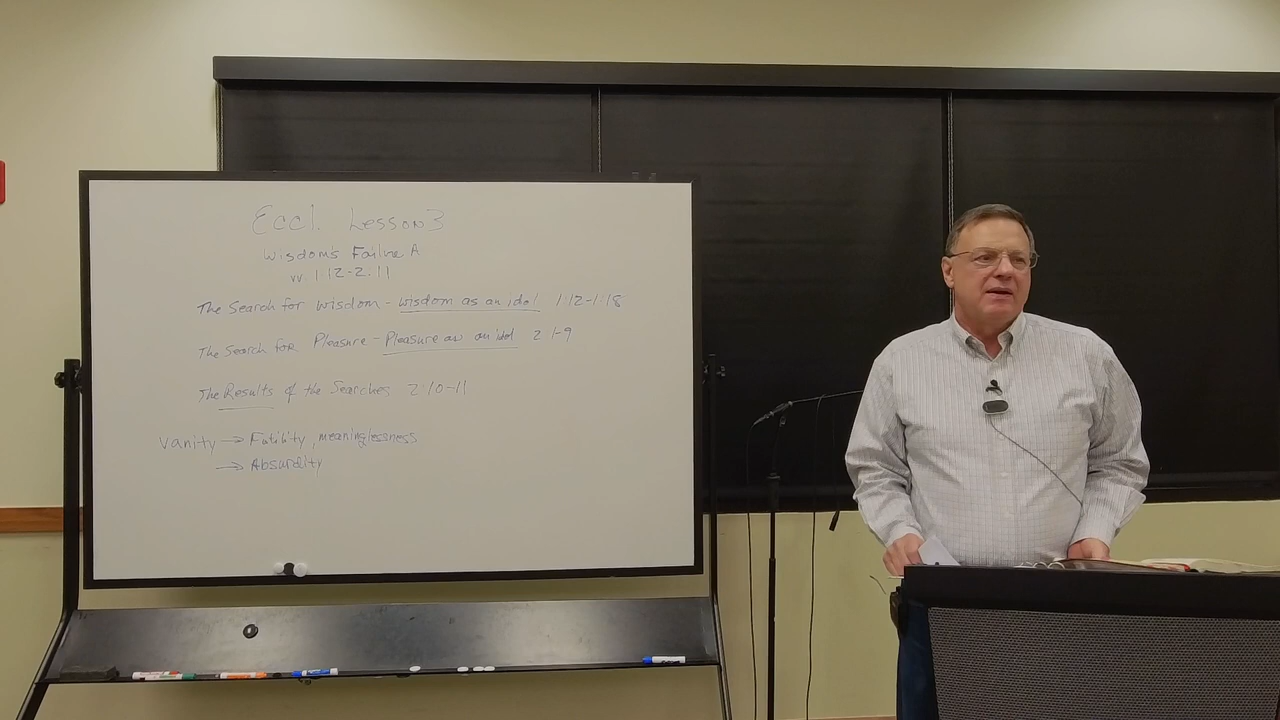 Eccl. Lesson 3
Wisdom's Failure A
vv 1:12-2:11
The Search for Wisdom - wisdom as an idol 1:12-1:18
The Search for Pleasure - Pleasure as an idol 2:1-9
The Results of the Searches 2:10-11
Vanity → Futility, meaninglessness
→ Absurdity